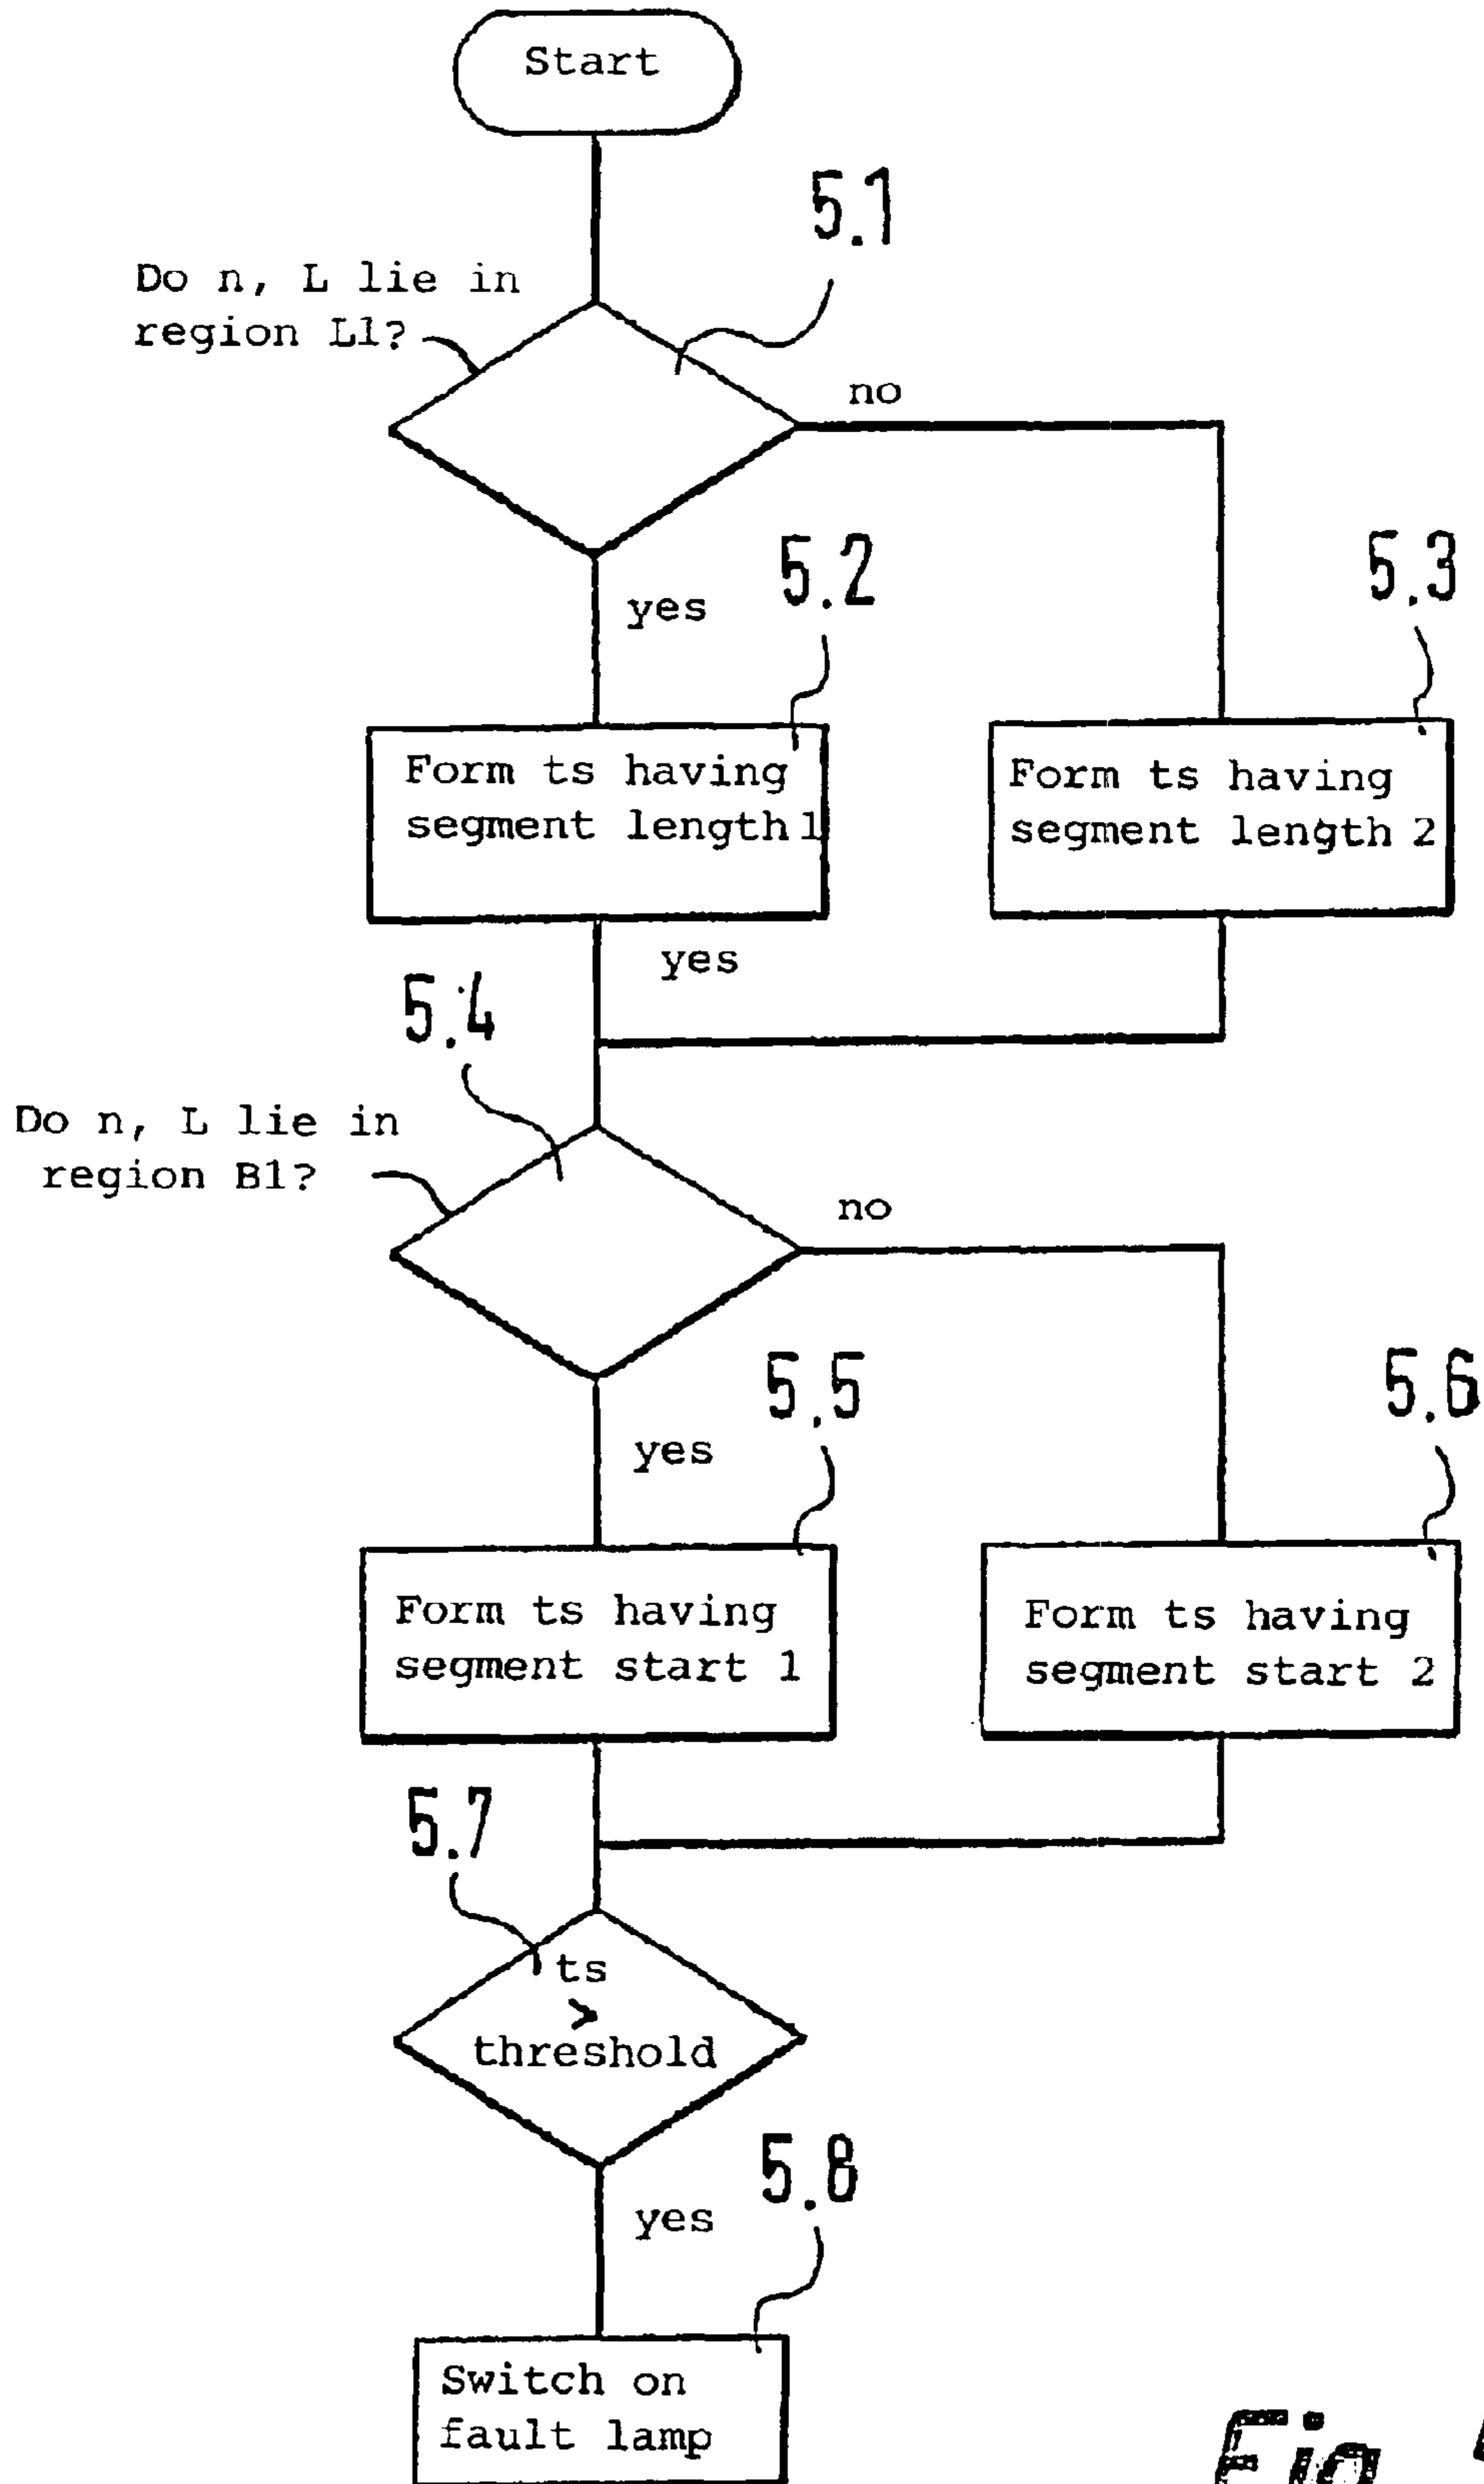 Start
5.1
Do n, L lie in
region L1?
no
5.2
5.3
yes
Form ts having
segment length 1
Form ts having
segment length 2
yes
5.4
Do n, L lie in
region B1?
no
5.5
5.6
yes
Form ts having
segment start 1
Form ts having
segment start 2
5.7
ts
>
threshold
5.8
yes
Switch on
fault lamp
Fig.